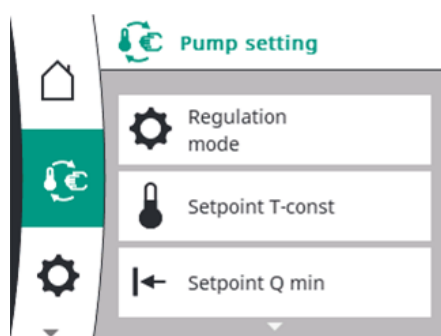 Pump setting
Regulation
mode
Setpoint T-const
Setpoint Q min